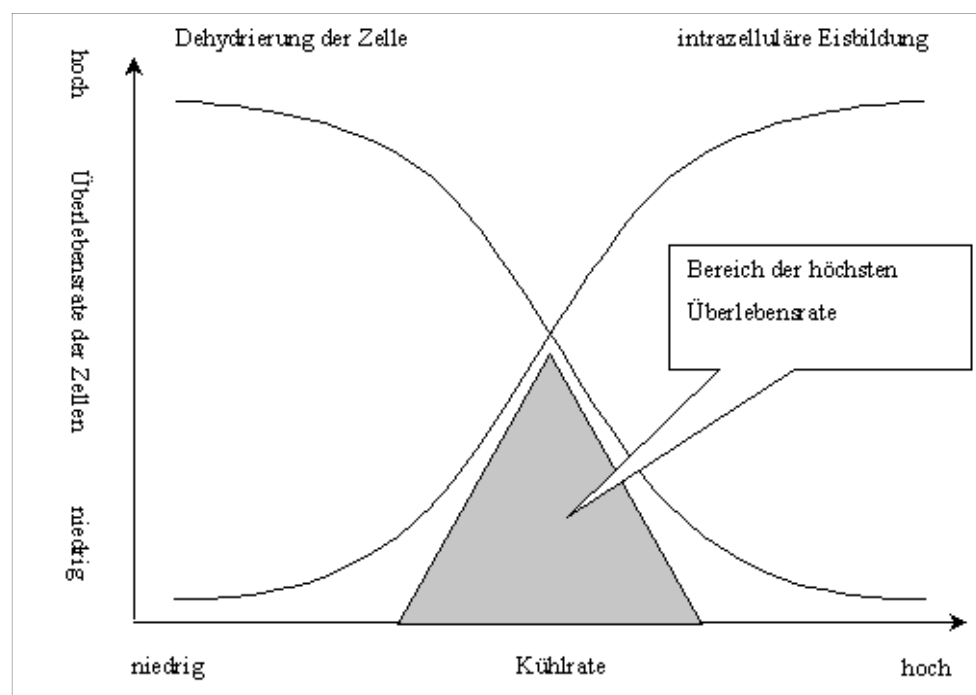 Dehydrierung der Zelle
intrazelluläre Eisbildung
hoch
Überlebensrate der Zellen
niedrig
Bereich der höchsten
Überlebensrate
niedrig
Kühlrate
hoch